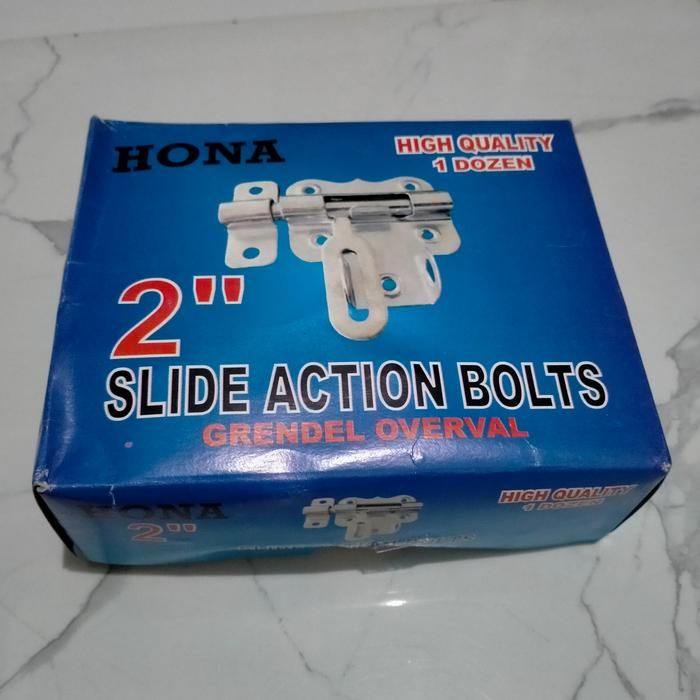 HONA
HIGH QUALITY
1 DOZEN
2"
SLIDE ACTION BOLTS
GRENDEL OVERVAL
HONA
2"
HIGH QUALITY
1 DOZEN